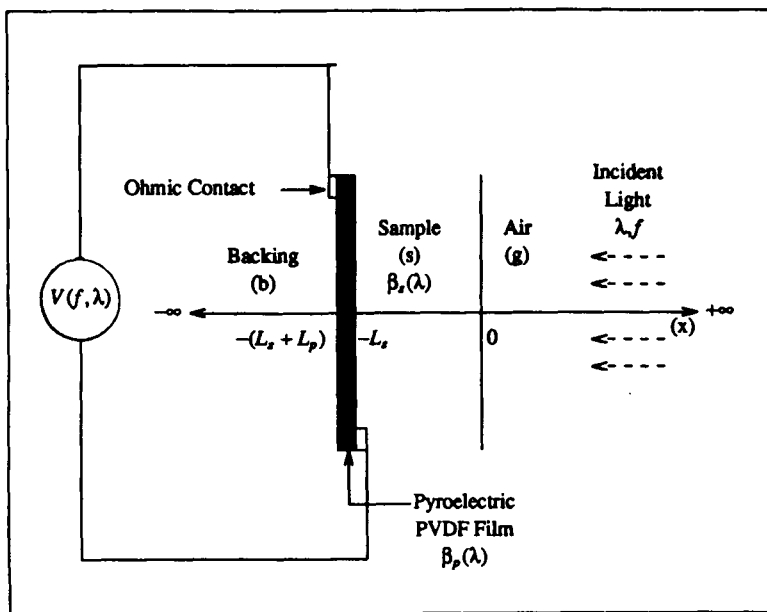 Ohmic Contact
Incident
Light
λ,f
Sample
(s)
β_s(λ)
Air
(g)
Backing
(b)
V(f,λ)
−∞
+∞
(x)
−(L_s + L_p)
−L_s
0
Pyroelectric
PVDF Film
β_p(λ)